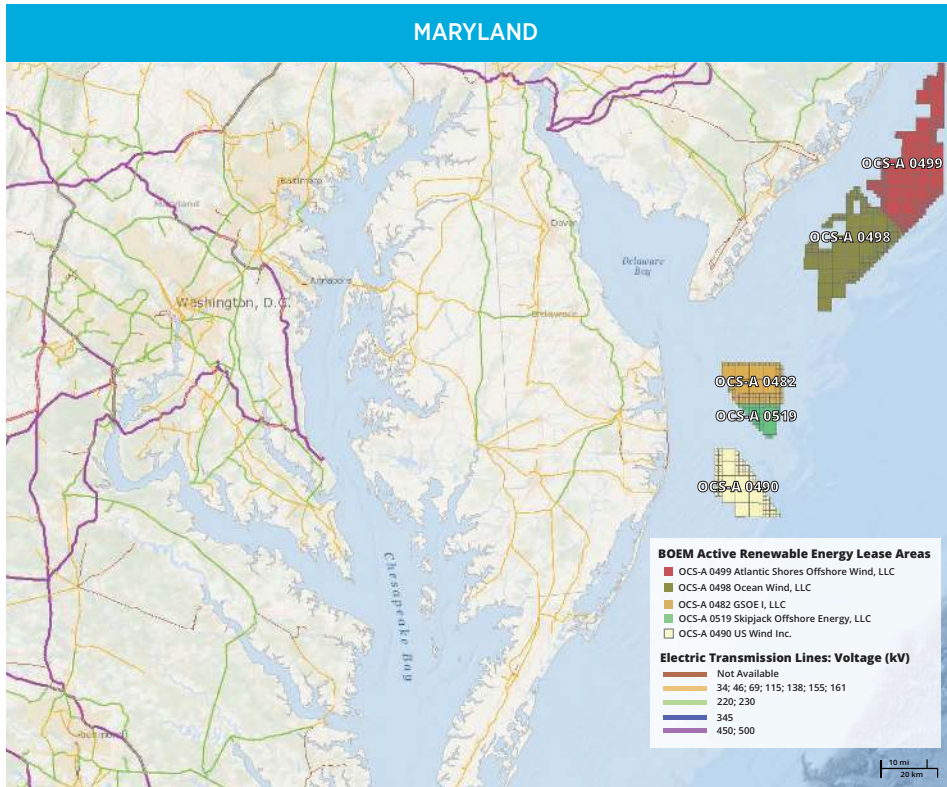 MARYLAND
OCS-A 0499
Baltimore
Maryland
Dover
OCS-A 0498
Delaware
Bay
Annapolis
Washington, D.C.
OCS-A 0482
OCS-A 0519
OCS-A 0490
Chesapeake Bay
Richmond
BOEM Active Renewable Energy Lease Areas
OCS-A 0499 Atlantic Shores Offshore Wind, LLC
OCS-A 0498 Ocean Wind, LLC
OCS-A 0482 GSOE I, LLC
OCS-A 0519 Skipjack Offshore Energy, LLC
OCS-A 0490 US Wind Inc.
Electric Transmission Lines: Voltage (kV)
Not Available
34; 46; 69; 115; 138; 155; 161
220; 230
345
450; 500
10 mi
20 km